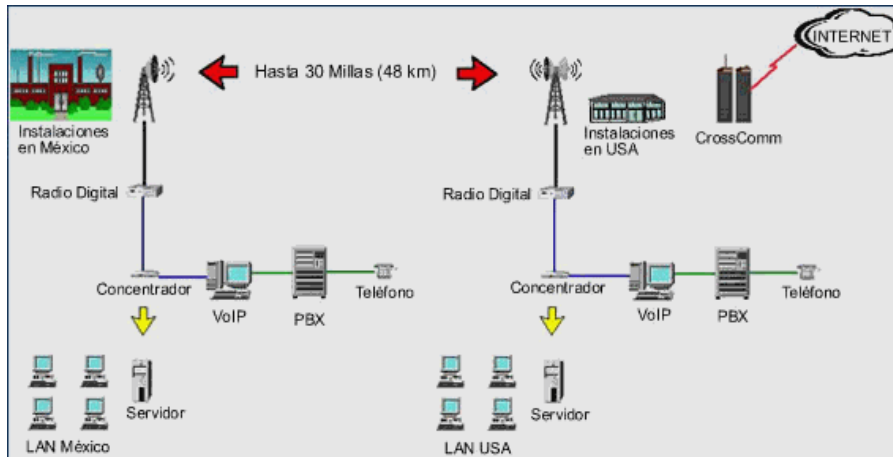 INTERNET
Hasta 30 Millas (48 km)
Instalaciones
en México
Instalaciones
en USA
CrossComm
Radio Digital
Radio Digital
Concentrador
VoIP
PBX
Teléfono
Concentrador
VoIP
PBX
Teléfono
Servidor
LAN México
Servidor
LAN USA